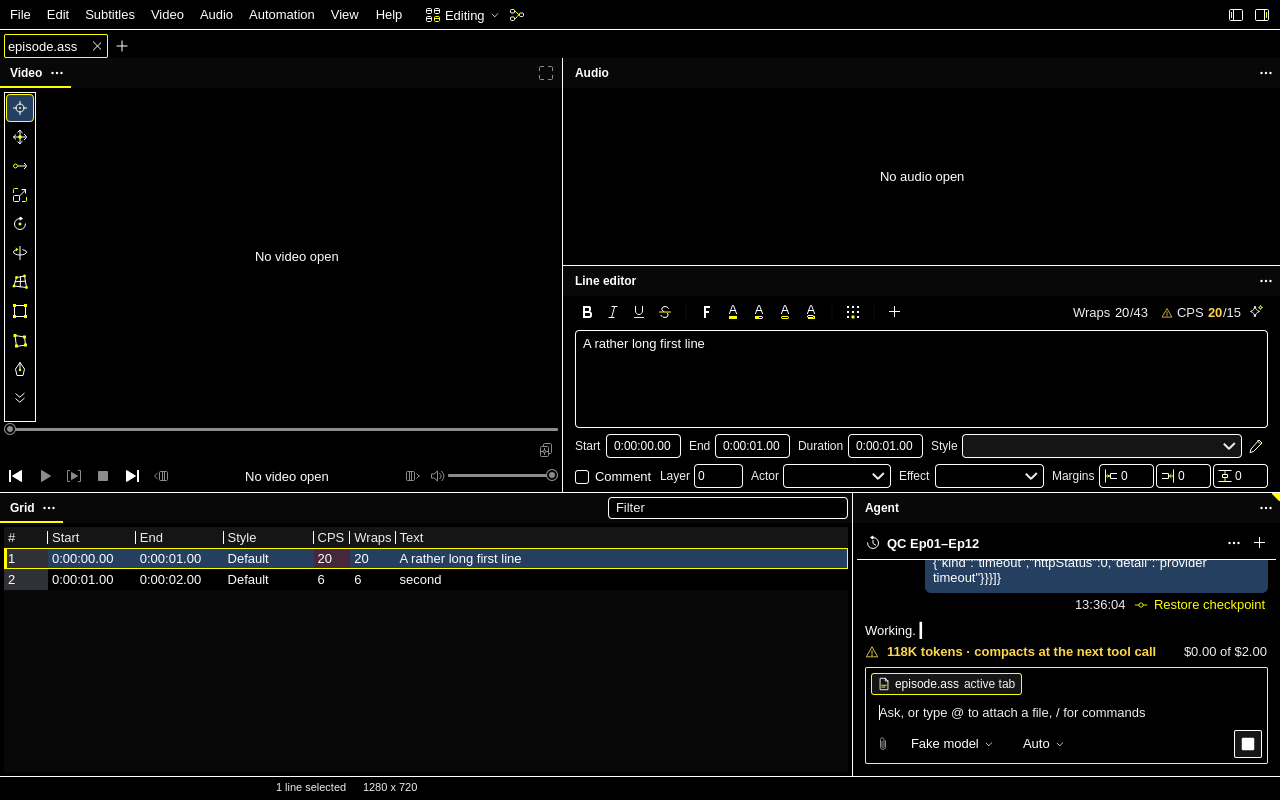 File Edit Subtitles Video Audio Automation View Help Editing
episode.ass
Video
Audio
No video open
No audio open
Line editor
Wraps 20/43 CPS 20/15
A rather long first line
Start 0:00:00.00 End 0:00:01.00 Duration 0:00:01.00 Style
Comment Layer 0 Actor Effect Margins 0 0 0
No video open
Grid
Filter
# Start End Style CPS Wraps Text
1 0:00:00.00 0:00:01.00 Default 20 20 A rather long first line
2 0:00:01.00 0:00:02.00 Default 6 6 second
Agent
QC Ep01–Ep12
{"kind":"timeout","httpStatus":0,"detail":"provider
timeout"}}}]}
13:36:04 Restore checkpoint
Working.
118K tokens · compacts at the next tool call $0.00 of $2.00
episode.ass active tab
Ask, or type @ to attach a file, / for commands
Fake model Auto
1 line selected 1280 x 720